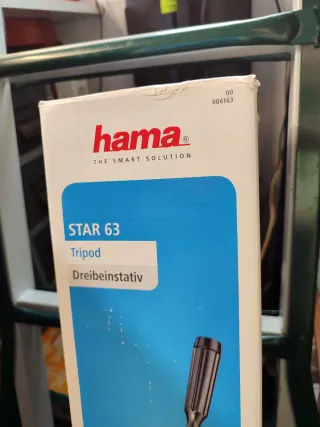 00
004163
hama®
THE SMART SOLUTION
STAR 63
Tripod
Dreibeinstativ